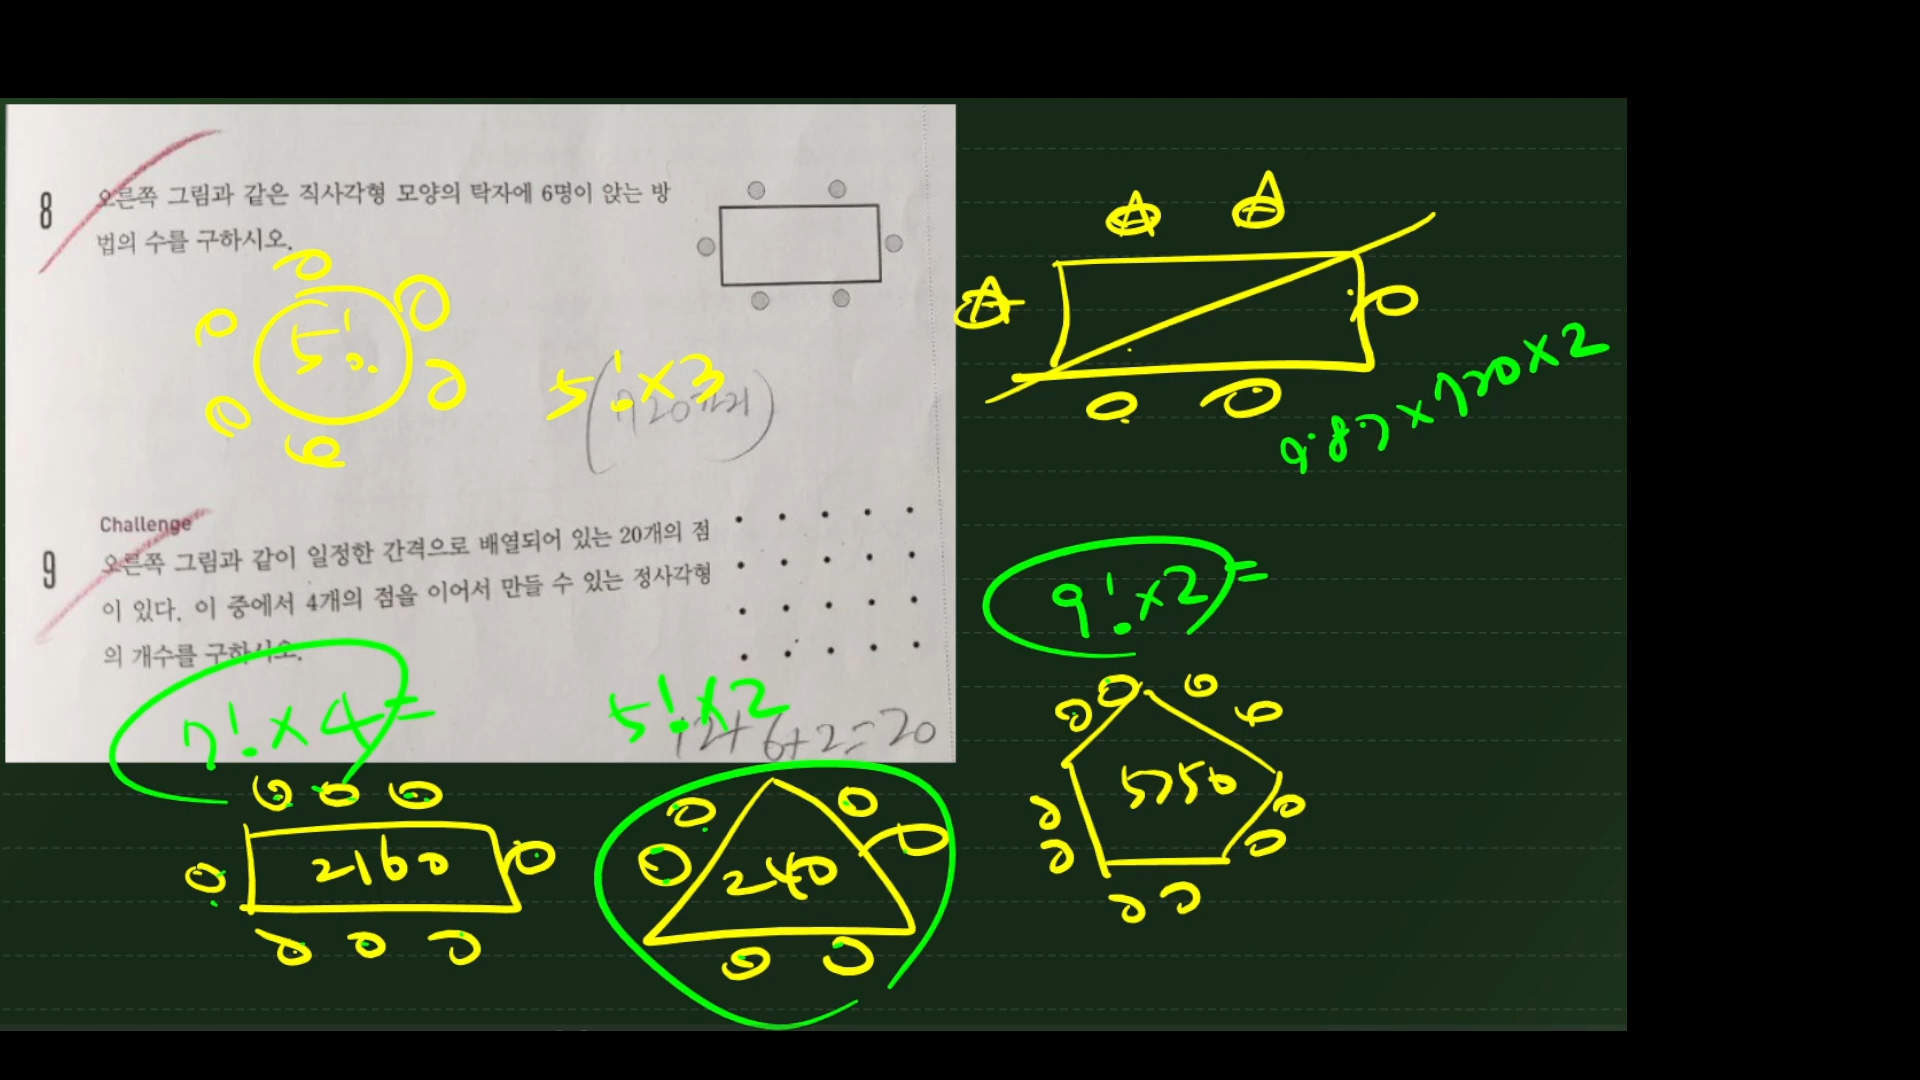 8
오른쪽 그림과 같은 직사각형 모양의 탁자에 6명이 앉는 방
법의 수를 구하시오.
5!
5!×3
A A
A
9·8·7×720×2
Challenge
9
오른쪽 그림과 같이 일정한 간격으로 배열되어 있는 20개의 점
이 있다. 이 중에서 4개의 점을 이어서 만들 수 있는 정사각형
의 개수를 구하시오.
9!×2=
7!×4=
5!×2
12+6+2=20
2160
240
5750